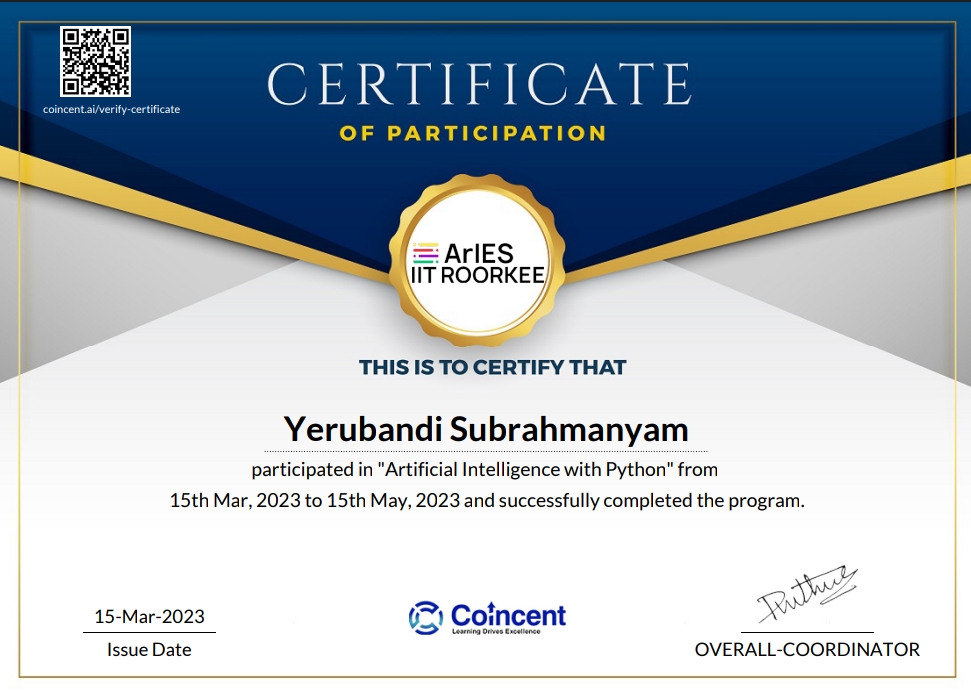 coincent.ai/verify-certificate
CERTIFICATE
OF PARTICIPATION
ArIES
IIT ROORKEE
THIS IS TO CERTIFY THAT
Yerubandi Subrahmanyam
participated in "Artificial Intelligence with Python" from
15th Mar, 2023 to 15th May, 2023 and successfully completed the program.
15-Mar-2023
Issue Date
Coincent
Learning Drives Excellence
OVERALL-COORDINATOR